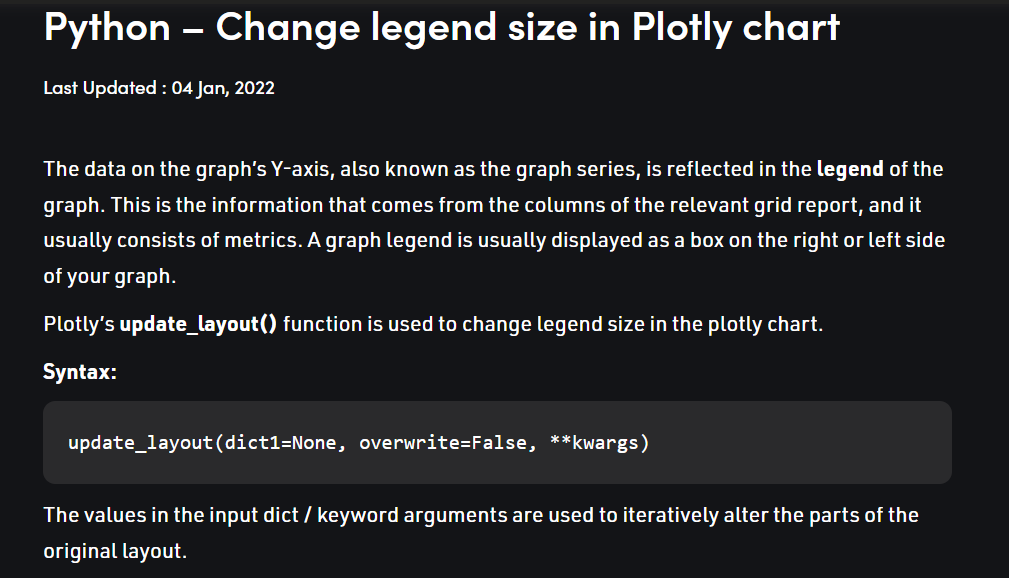 Python – Change legend size in Plotly chart
Last Updated : 04 Jan, 2022
The data on the graph’s Y-axis, also known as the graph series, is reflected in the legend of the
graph. This is the information that comes from the columns of the relevant grid report, and it
usually consists of metrics. A graph legend is usually displayed as a box on the right or left side
of your graph.
Plotly’s update_layout() function is used to change legend size in the plotly chart.
Syntax:
update_layout(dict1=None, overwrite=False, **kwargs)
The values in the input dict / keyword arguments are used to iteratively alter the parts of the
original layout.